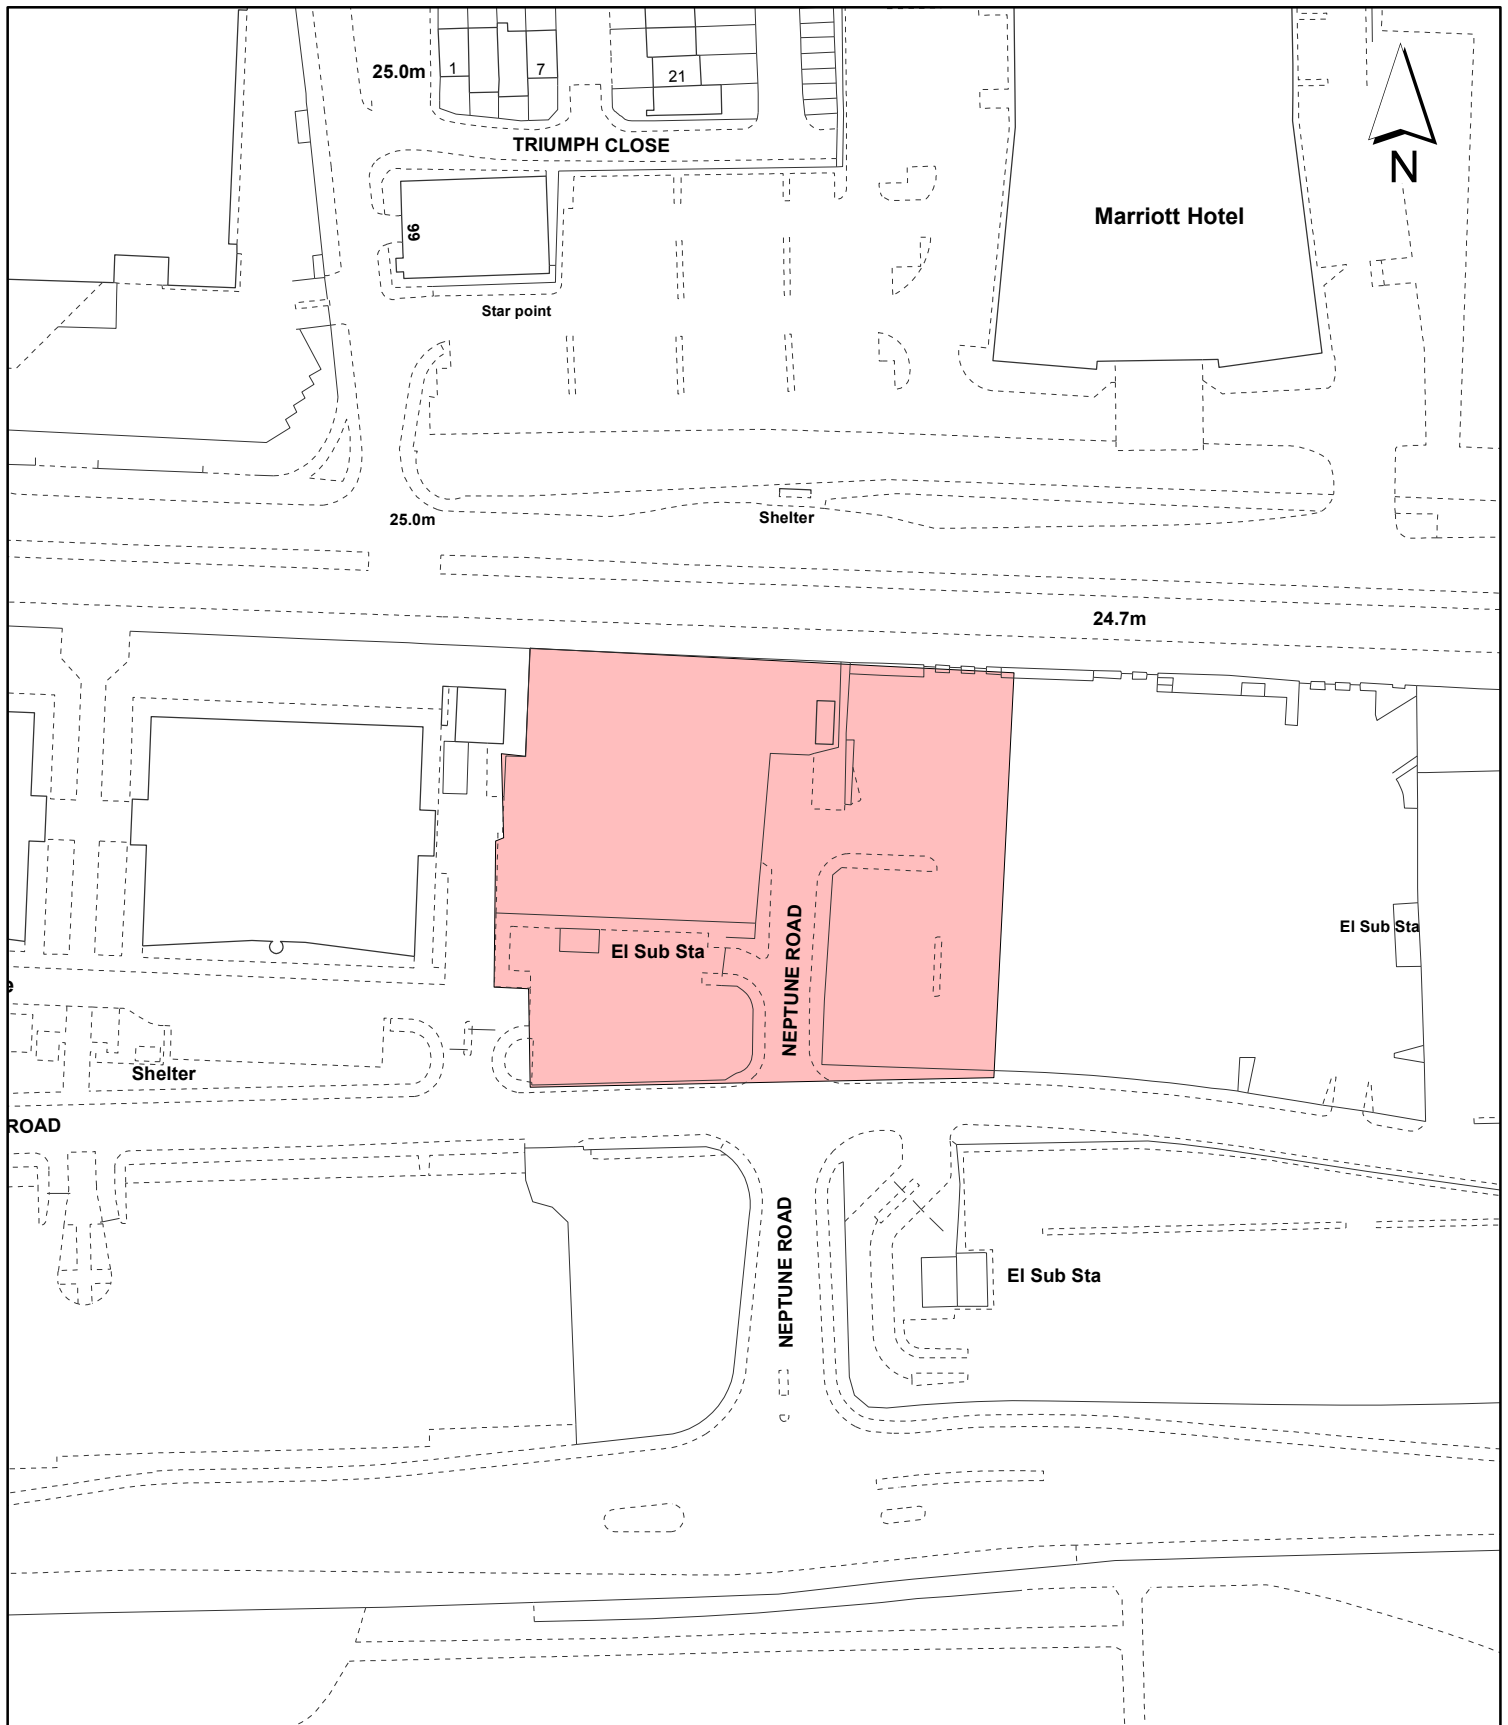 25.0m
1
7
21
TRIUMPH CLOSE
N
Marriott Hotel
66
Star point
25.0m
Shelter
24.7m
El Sub Sta
El Sub Sta
NEPTUNE ROAD
Shelter
ROAD
NEPTUNE ROAD
El Sub Sta